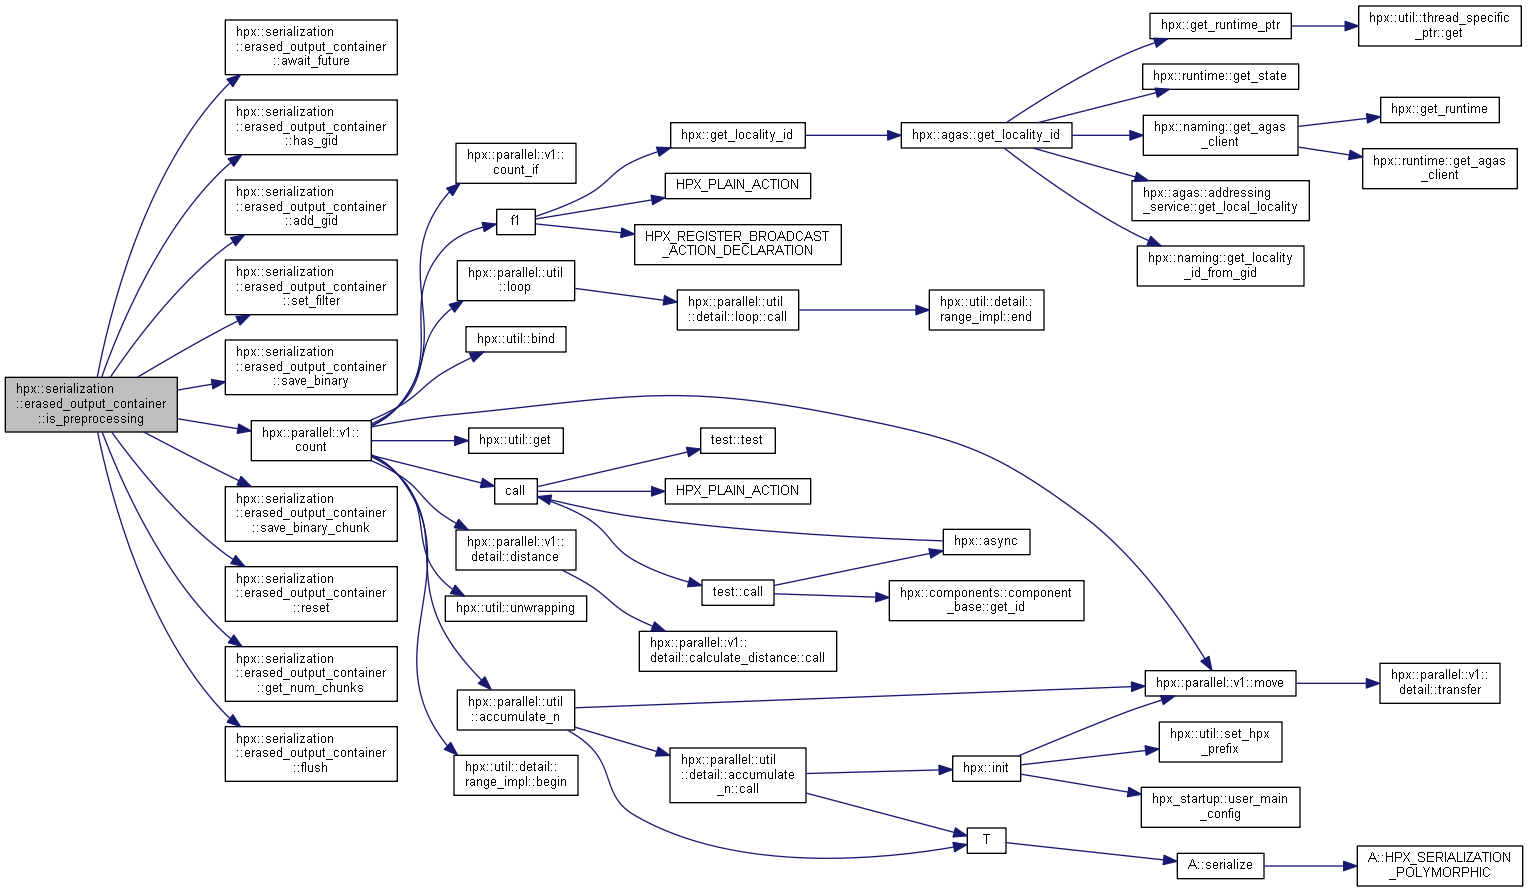 hpx::serialization
::erased_output_container
::is_preprocessing
hpx::serialization
::erased_output_container
::await_future
hpx::serialization
::erased_output_container
::has_gid
hpx::serialization
::erased_output_container
::add_gid
hpx::serialization
::erased_output_container
::set_filter
hpx::serialization
::erased_output_container
::save_binary
hpx::parallel::v1::
count
hpx::serialization
::erased_output_container
::save_binary_chunk
hpx::serialization
::erased_output_container
::reset
hpx::serialization
::erased_output_container
::get_num_chunks
hpx::serialization
::erased_output_container
::flush
hpx::parallel::v1::
count_if
f1
hpx::parallel::util
::loop
hpx::util::bind
hpx::util::get
call
hpx::parallel::v1::
detail::distance
hpx::util::unwrapping
hpx::parallel::util
::accumulate_n
hpx::util::detail::
range_impl::begin
hpx::get_locality_id
HPX_PLAIN_ACTION
HPX_REGISTER_BROADCAST
_ACTION_DECLARATION
hpx::parallel::util
::detail::loop::call
test::test
HPX_PLAIN_ACTION
test::call
hpx::parallel::v1::
detail::calculate_distance::call
hpx::parallel::util
::detail::accumulate
_n::call
hpx::agas::get_locality_id
hpx::util::detail::
range_impl::end
hpx::async
hpx::components::component
_base::get_id
hpx::init
T
hpx::get_runtime_ptr
hpx::runtime::get_state
hpx::naming::get_agas
_client
hpx::agas::addressing
_service::get_local_locality
hpx::naming::get_locality
_id_from_gid
hpx::parallel::v1::move
hpx::util::set_hpx
_prefix
hpx_startup::user_main
_config
A::serialize
hpx::util::thread_specific
_ptr::get
hpx::get_runtime
hpx::runtime::get_agas
_client
hpx::parallel::v1::
detail::transfer
A::HPX_SERIALIZATION
_POLYMORPHIC